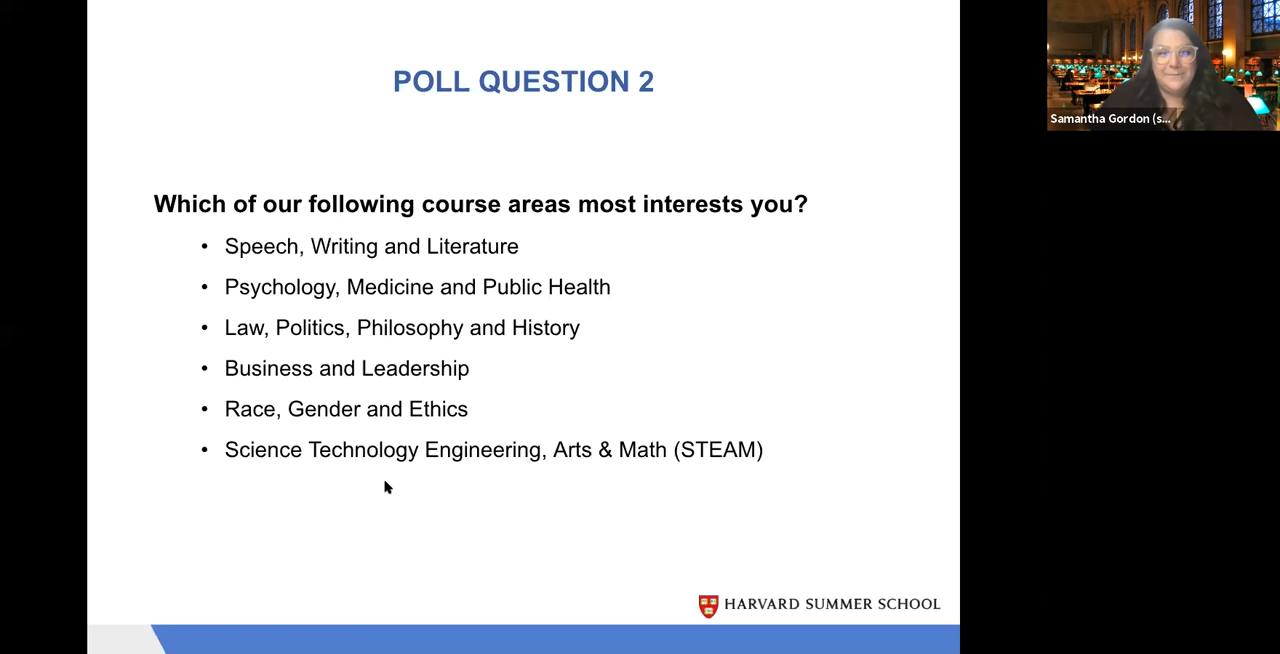 POLL QUESTION 2
Which of our following course areas most interests you?
• Speech, Writing and Literature
• Psychology, Medicine and Public Health
• Law, Politics, Philosophy and History
• Business and Leadership
• Race, Gender and Ethics
• Science Technology Engineering, Arts & Math (STEAM)
HARVARD SUMMER SCHOOL
Samantha Gordon (s...